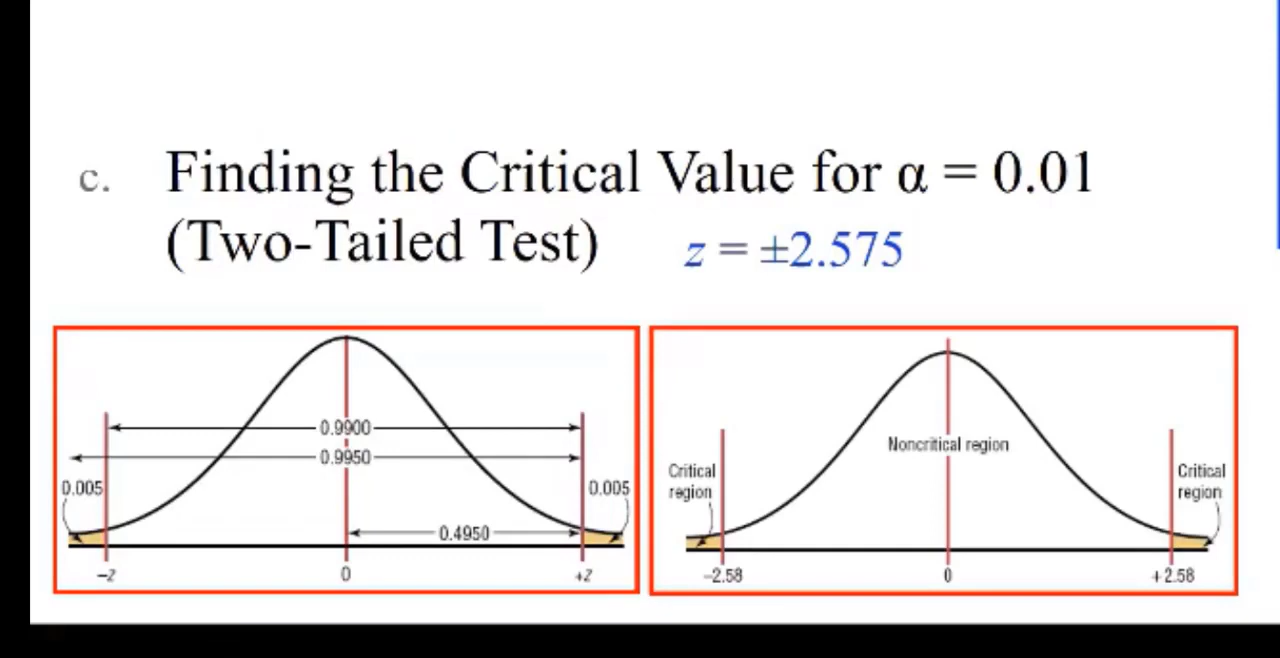 c. Finding the Critical Value for α = 0.01
(Two-Tailed Test) z = ±2.575
0.9900
0.9950
0.005
0.005
0.4950
−z
0
+z
Noncritical region
Critical
region
Critical
region
−2.58
0
+2.58